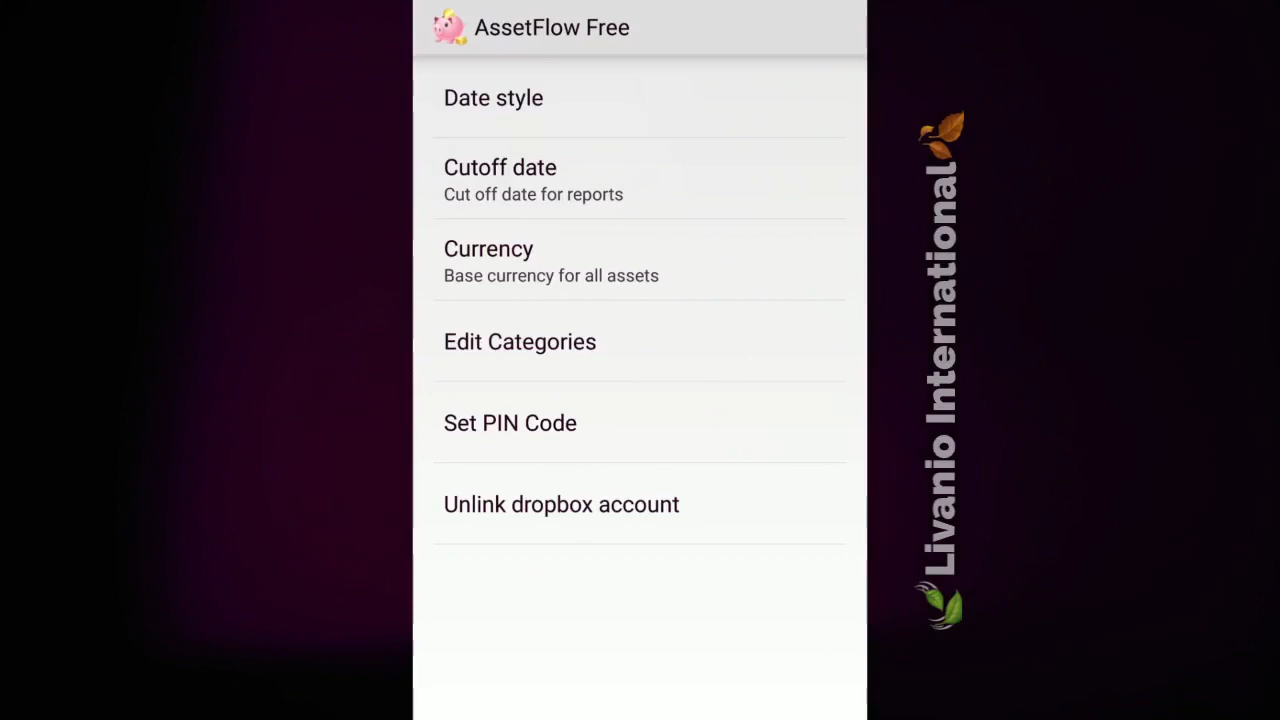 AssetFlow Free
Date style
Cutoff date
Cut off date for reports
Currency
Base currency for all assets
Edit Categories
Set PIN Code
Unlink dropbox account
Livanio International